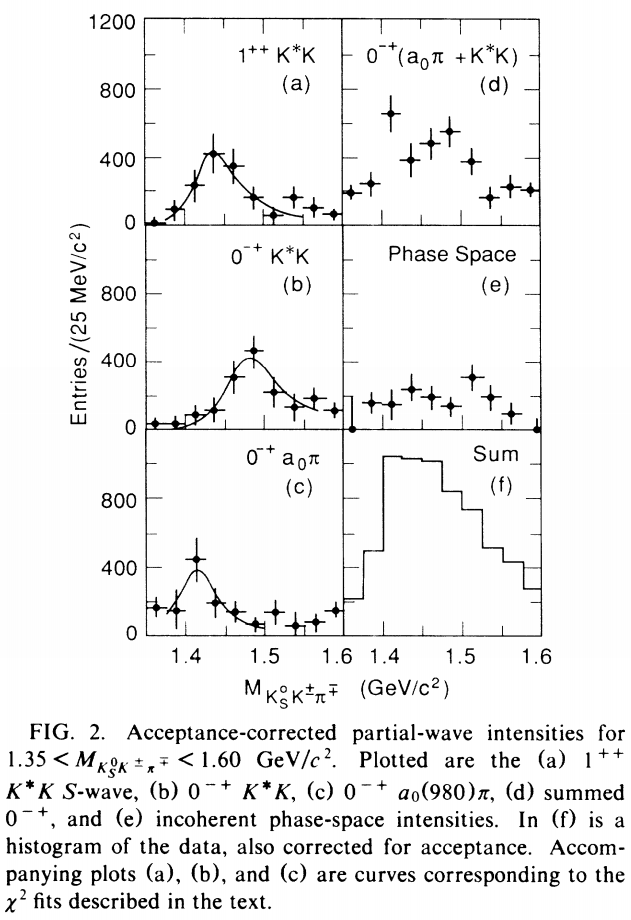 1200
1⁺⁺ K*K
(a)
0⁻⁺(a₀π + K*K)
(d)
800
400
0
0⁻⁺ K*K
(b)
Phase Space
(e)
800
400
0
0⁻⁺ a₀π
(c)
Sum
(f)
800
400
0
Entries/(25 MeV/c²)
1.4 1.5 1.6 1.4 1.5 1.6
M K⁰S K±π∓ (GeV/c²)
FIG. 2. Acceptance-corrected partial-wave intensities for
1.35 < M K⁰S K ± π ∓ < 1.60 GeV/c². Plotted are the (a) 1⁺⁺
K*K S-wave, (b) 0⁻⁺ K*K, (c) 0⁻⁺ a₀(980)π, (d) summed
0⁻⁺, and (e) incoherent phase-space intensities. In (f) is a
histogram of the data, also corrected for acceptance. Accom-
panying plots (a), (b), and (c) are curves corresponding to the
χ² fits described in the text.